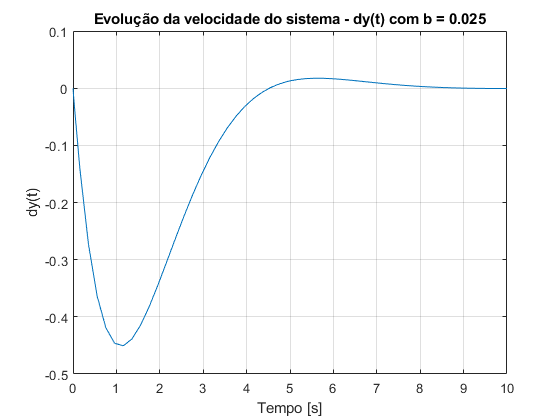 Evolução da velocidade do sistema - dy(t) com b = 0.025
0.1
0
-0.1
-0.2
-0.3
-0.4
-0.5
dy(t)
0 1 2 3 4 5 6 7 8 9 10
Tempo [s]